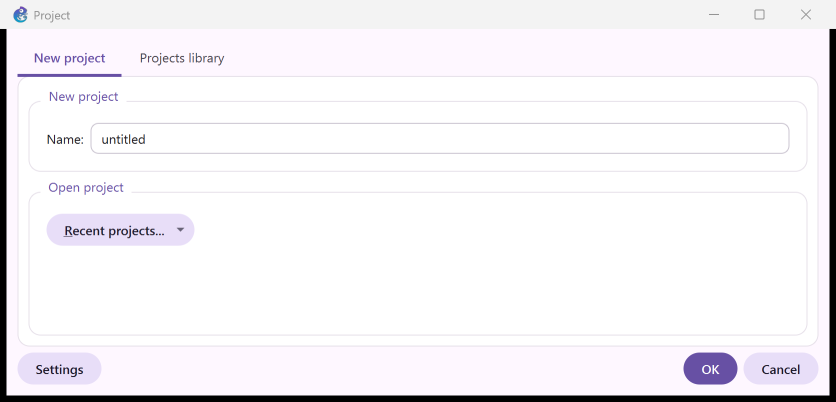 Project
New project
Projects library
New project
Name: untitled
Open project
Recent projects...
Settings
OK
Cancel